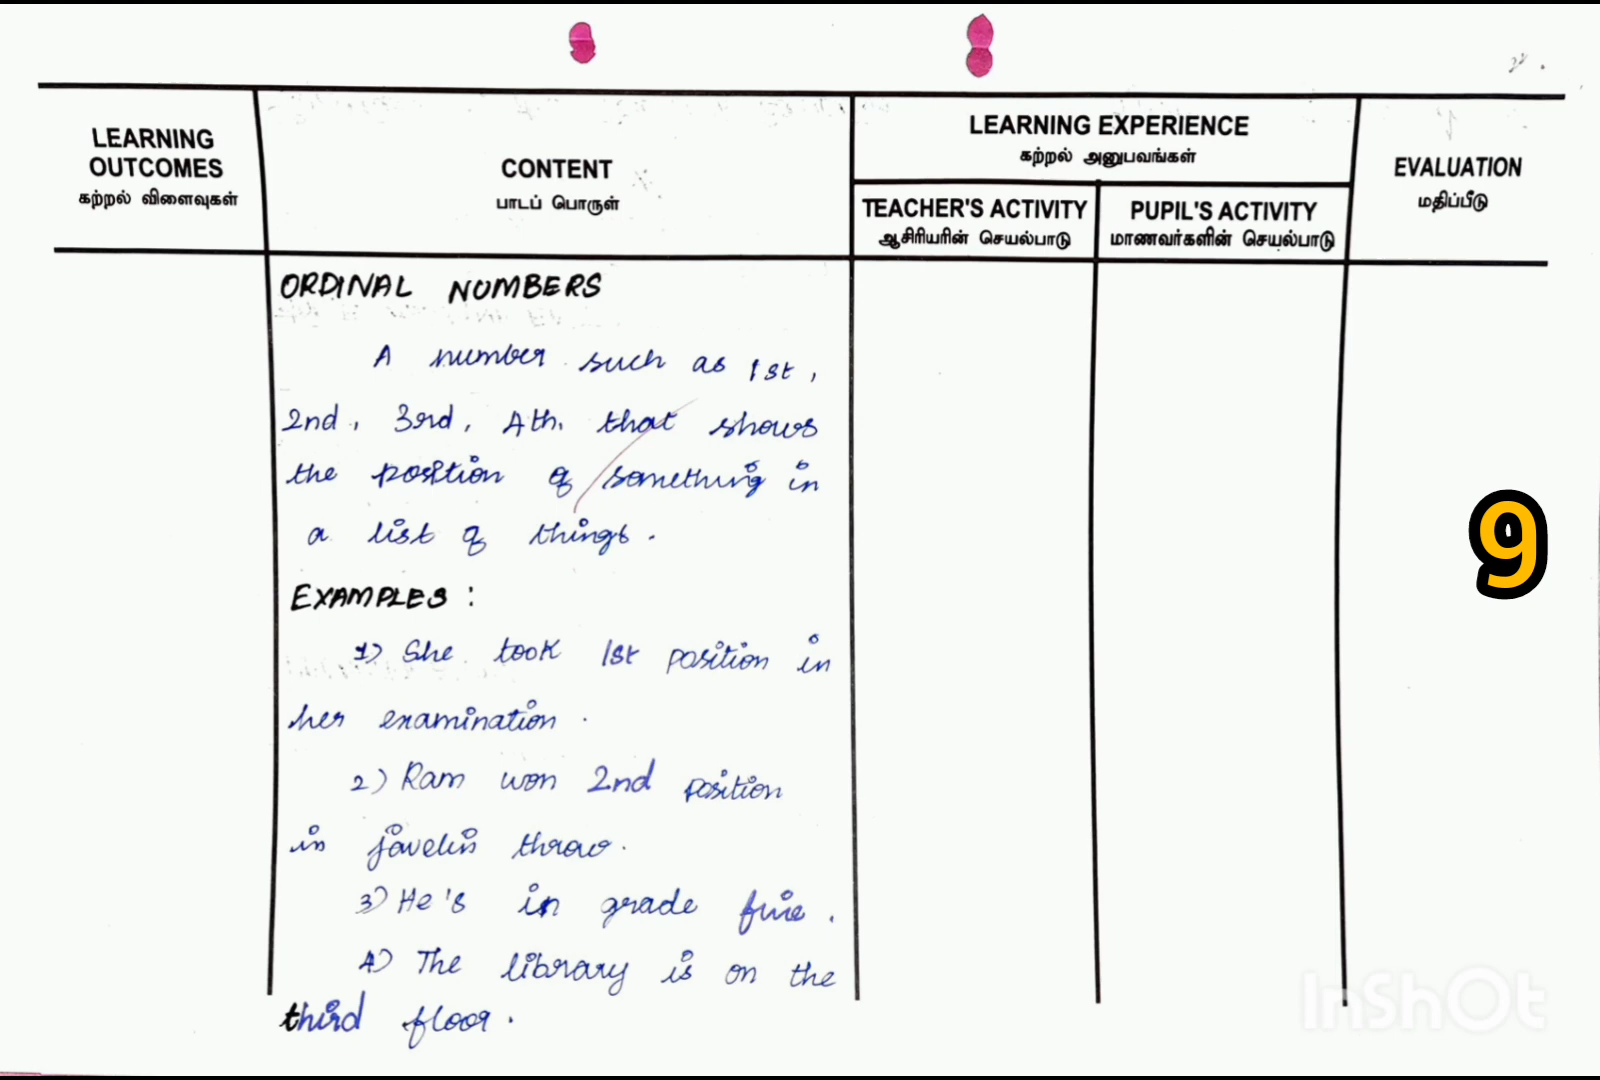 LEARNING
OUTCOMES
கற்றல் விளைவுகள்
CONTENT
பாடப் பொருள்
LEARNING EXPERIENCE
கற்றல் அனுபவங்கள்
TEACHER'S ACTIVITY
ஆசிரியரின் செயல்பாடு
PUPIL'S ACTIVITY
மாணவர்களின் செயல்பாடு
EVALUATION
மதிப்பீடு
ORDINAL NUMBERS
A number such as 1st,
2nd, 3rd, 4th, that shows
the position of something in
a list of things.
EXAMPLES :
1) She took 1st position in
her examination.
2) Ram won 2nd position
in javelin throw.
3) He's in grade five.
4) The library is on the
third floor.
9
InShOt